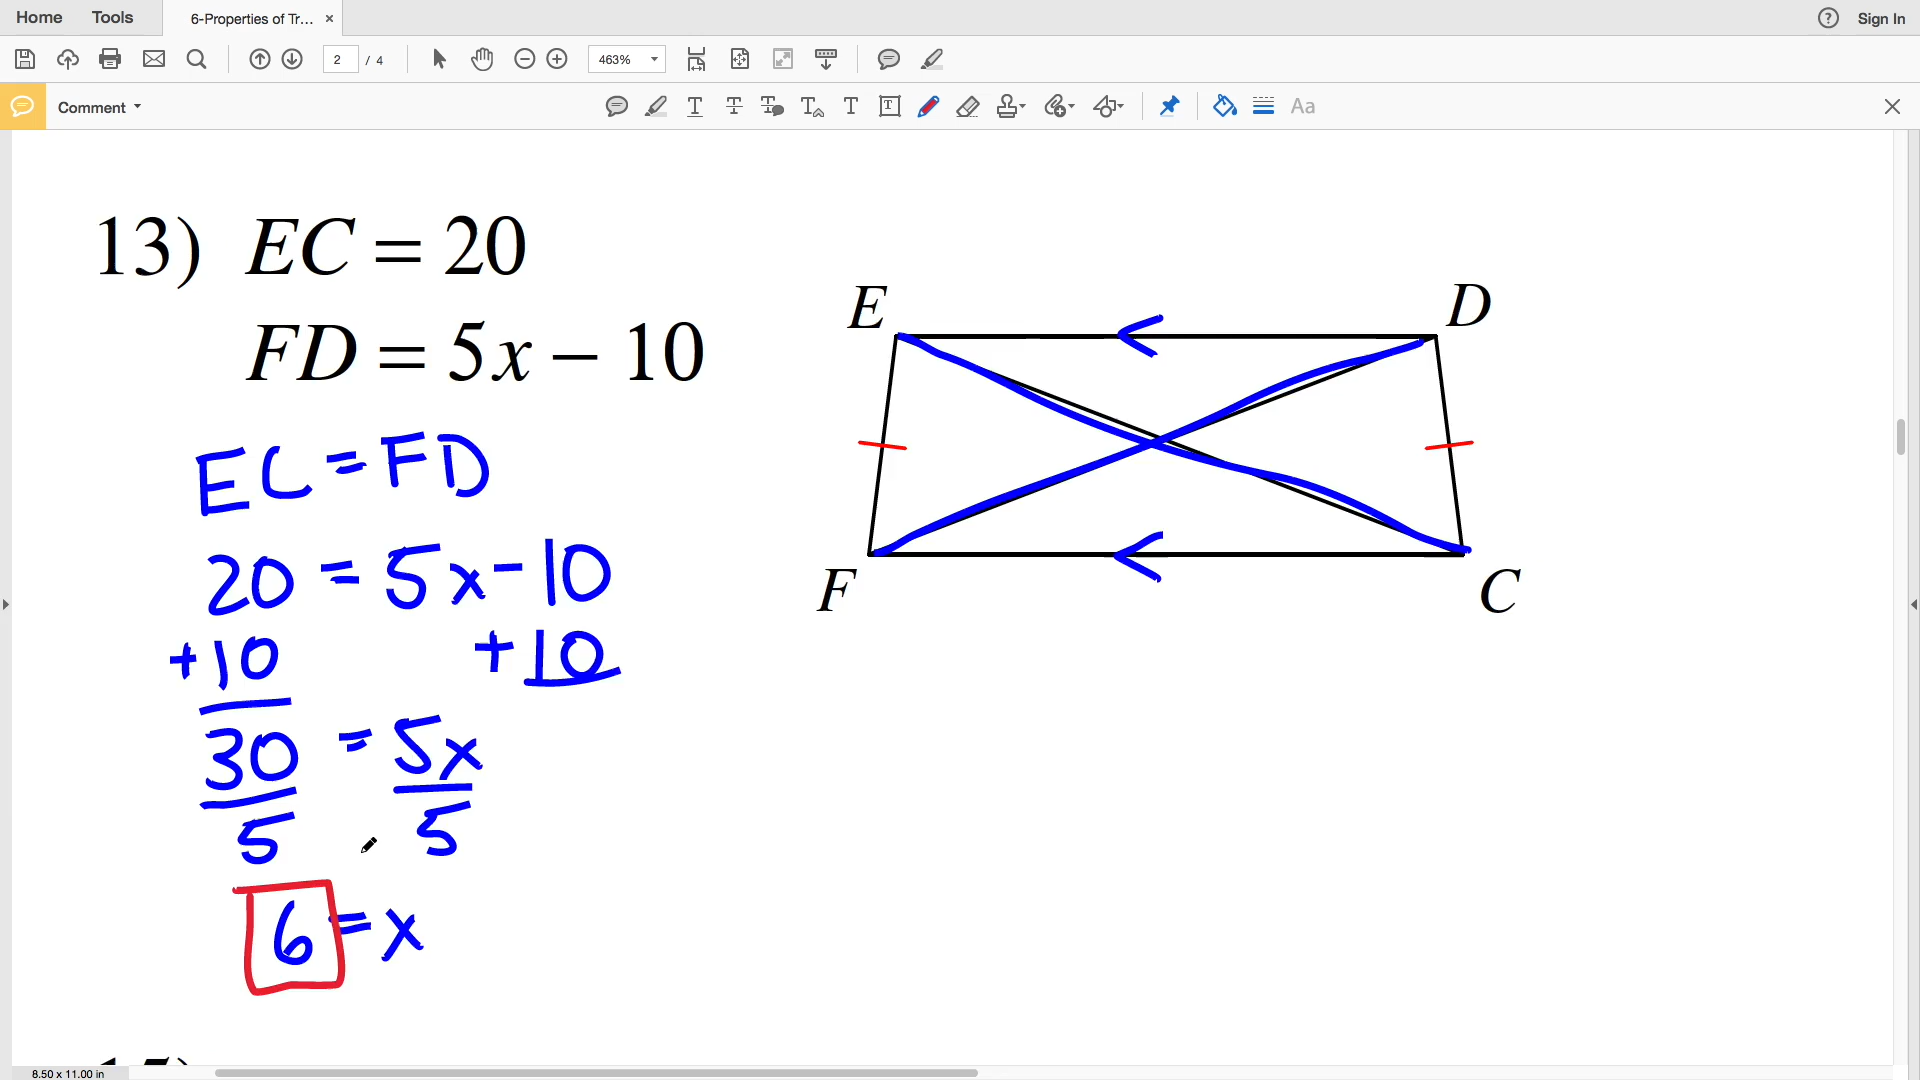 Home Tools 6-Properties of Tr... × ? Sign In
2 / 4 463%
Comment Aa
13) EC = 20
FD = 5x − 10
EC = FD
20 = 5x - 10
+10 +10
30 = 5x
5 5
6 = x
E D
F C
8.50 x 11.00 in